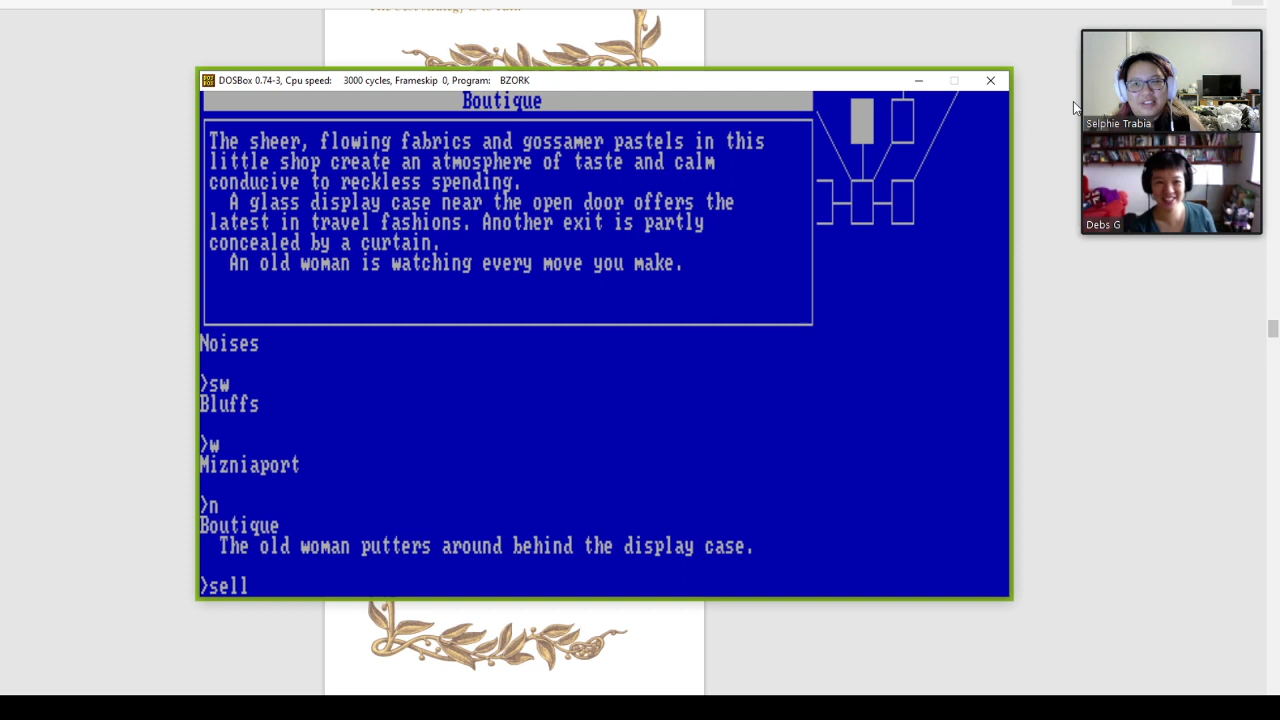 DOSBox 0.74-3, Cpu speed: 3000 cycles, Frameskip 0, Program: BZORK
Boutique
The sheer, flowing fabrics and gossamer pastels in this
little shop create an atmosphere of taste and calm
conducive to reckless spending.
A glass display case near the open door offers the
latest in travel fashions. Another exit is partly
concealed by a curtain.
An old woman is watching every move you make.
Noises
>sw
Bluffs
>w
Mizniaport
>n
Boutique
The old woman putters around behind the display case.
>sell
Selphie Trabia
Debs G